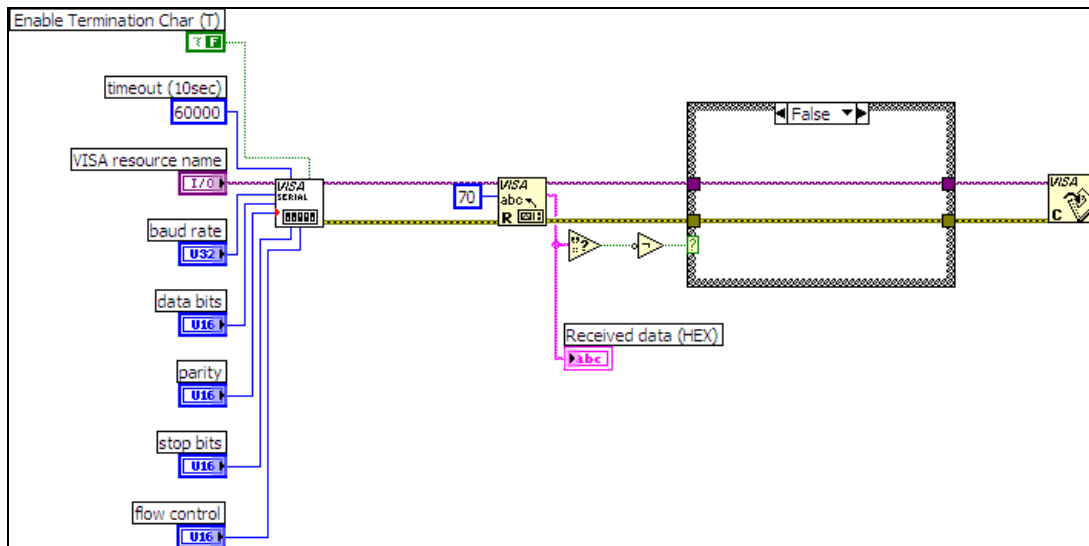 Enable Termination Char (T)
F
timeout (10sec)
60000
VISA resource name
I/O
baud rate
U32
data bits
U16
parity
U16
stop bits
U16
flow control
U16
VISA
SERIAL
70
VISA
abc
R
?
?
False
VISA
C
Received data (HEX)
abc